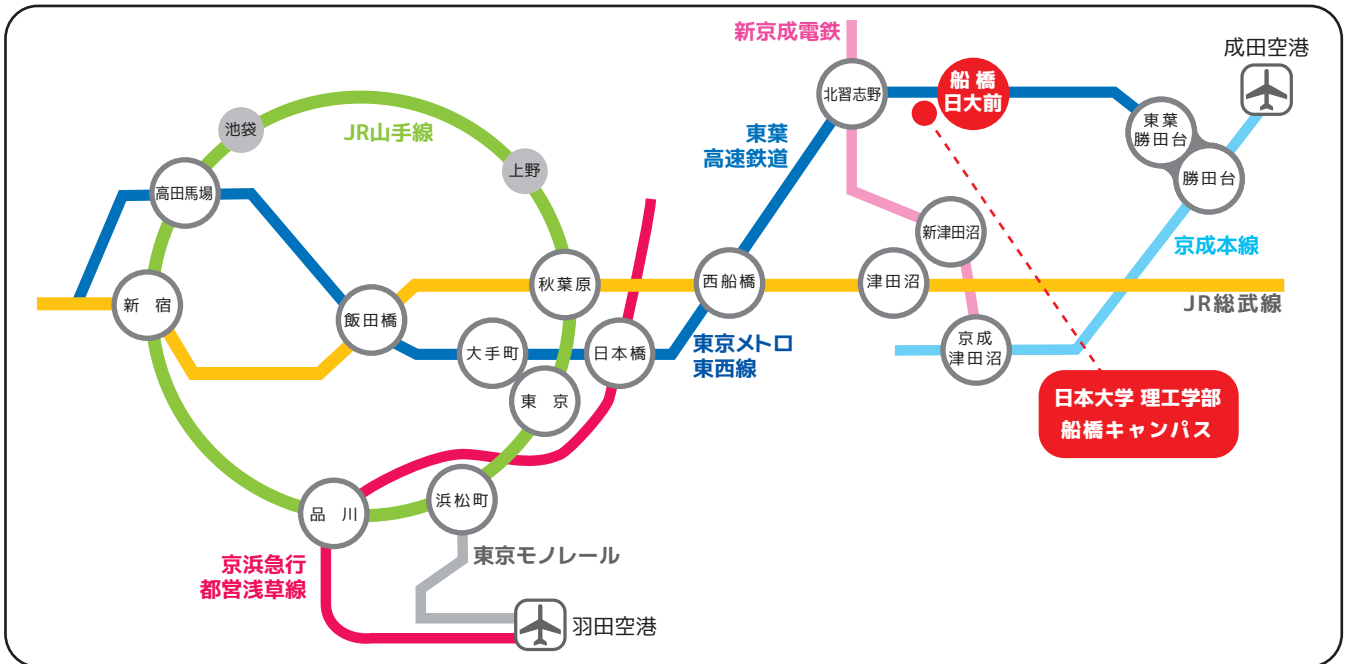 新京成電鉄
成田空港
北習志野
船橋
日大前
池袋
JR山手線
東葉
高速鉄道
東葉
勝田台
上野
高田馬場
勝田台
新津田沼
京成本線
秋葉原
西船橋
津田沼
新宿
飯田橋
JR総武線
大手町
日本橋
東京メトロ
東西線
京成
津田沼
東京
日本大学 理工学部
船橋キャンパス
浜松町
品川
京浜急行
都営浅草線
東京モノレール
羽田空港